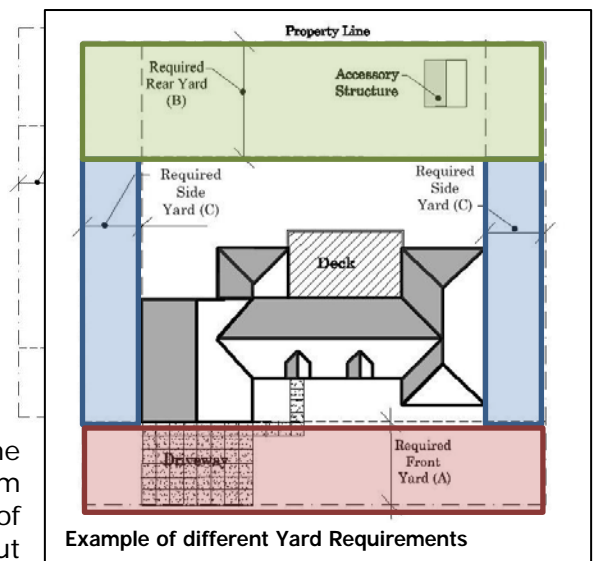 Property Line
Required
Rear Yard
(B)
Accessory
Structure
Required
Side
Yard (C)
Required
Side
Yard (C)
Deck
Driveway
Required
Front
Yard (A)
Example of different Yard Requirements
of